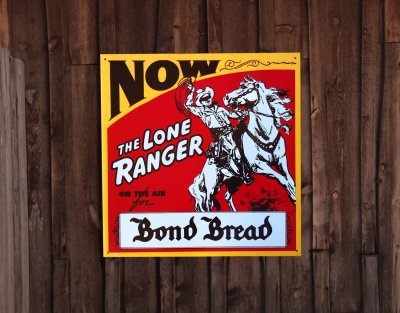 NOW
THE LONE
RANGER
ON THE AIR
for
Bond Bread